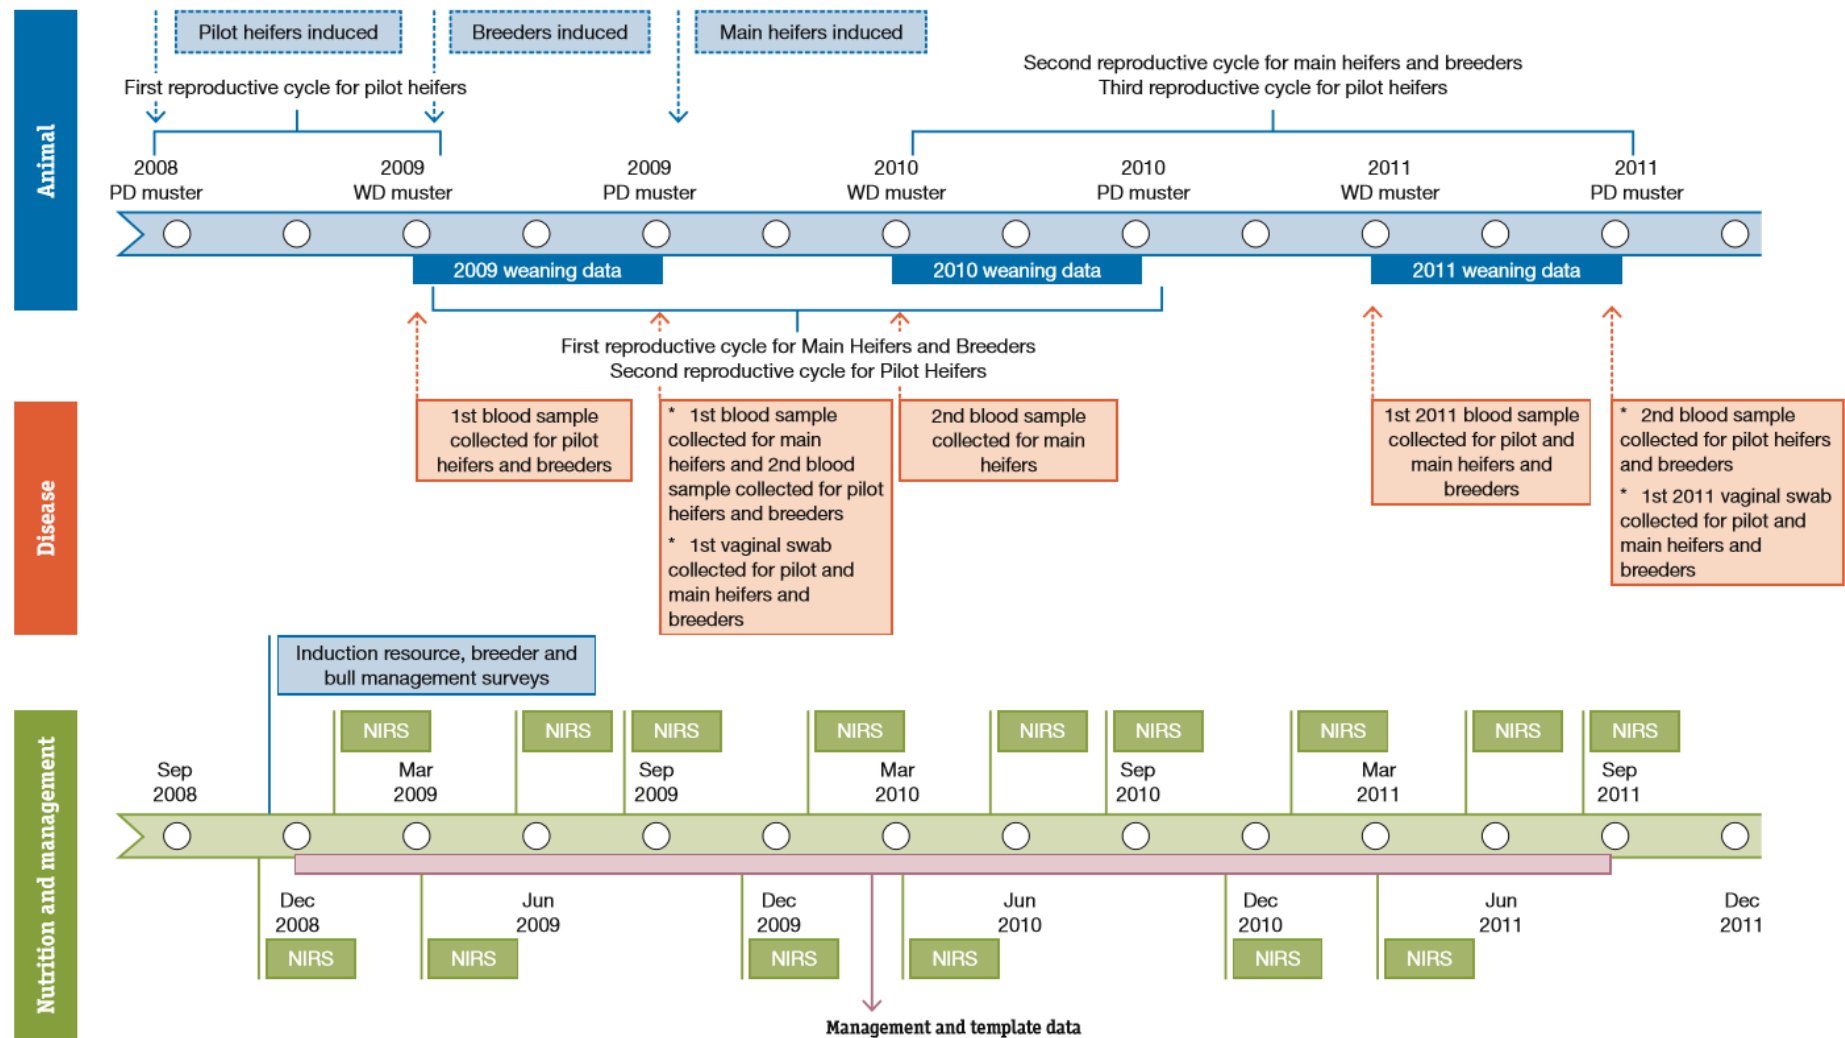 Animal
Pilot heifers induced
Breeders induced
Main heifers induced
First reproductive cycle for pilot heifers
Second reproductive cycle for main heifers and breeders
Third reproductive cycle for pilot heifers
2008
PD muster
2009
WD muster
2009
PD muster
2010
WD muster
2010
PD muster
2011
WD muster
2011
PD muster
2009 weaning data
2010 weaning data
2011 weaning data
First reproductive cycle for Main Heifers and Breeders
Second reproductive cycle for Pilot Heifers
Disease
1st blood sample
collected for pilot
heifers and breeders
* 1st blood sample
collected for main
heifers and 2nd blood
sample collected for pilot
heifers and breeders
* 1st vaginal swab
collected for pilot and
main heifers and
breeders
2nd blood sample
collected for main
heifers
1st 2011 blood sample
collected for pilot and
main heifers and
breeders
* 2nd blood sample
collected for pilot heifers
and breeders
* 1st 2011 vaginal swab
collected for pilot and
main heifers and
breeders
Nutrition and management
Induction resource, breeder and
bull management surveys
NIRS
NIRS
NIRS
NIRS
NIRS
NIRS
NIRS
NIRS
NIRS
Sep
2008
Mar
2009
Sep
2009
Mar
2010
Sep
2010
Mar
2011
Sep
2011
Dec
2008
Jun
2009
Dec
2009
Jun
2010
Dec
2010
Jun
2011
Dec
2011
NIRS
NIRS
NIRS
NIRS
NIRS
NIRS
Management and template data